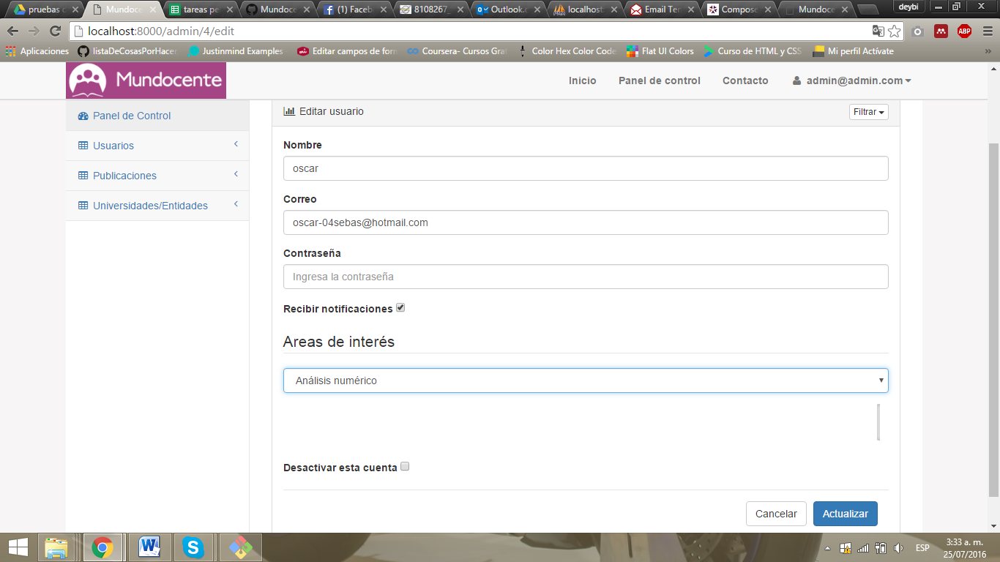 pruebas
Mundoce
tareas pe
Mundoce
(1) Faceb
8108267_
Outlook.c
localhost:
Email Ter
Compose
Mundoce
deybi
localhost:8000/admin/4/edit
ABP
Aplicaciones
listaDeCosasPorHacer
Justinmind Examples
Editar campos de forn
Coursera- Cursos Grat
Color Hex Color Code
Flat UI Colors
Curso de HTML y CSS
Mi perfil Actívate
»
Mundocente
Inicio
Panel de control
Contacto
admin@admin.com
Panel de Control
Usuarios
Publicaciones
Universidades/Entidades
Editar usuario
Filtrar
Nombre
oscar
Correo
oscar-04sebas@hotmail.com
Contraseña
Ingresa la contraseña
Recibir notificaciones
Areas de interés
Análisis numérico
Desactivar esta cuenta
Cancelar
Actualizar
ESP
3:33 a. m.
25/07/2016